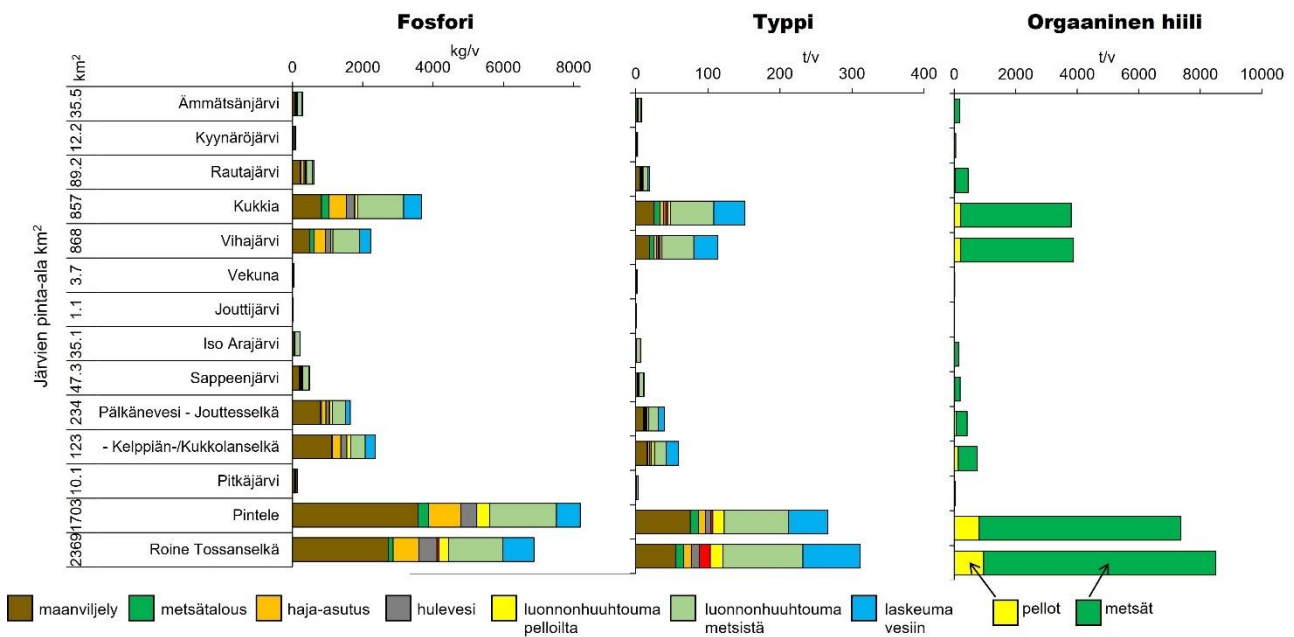 Fosfori
Typpi
Orgaaninen hiili
kg/v
t/v
t/v
km²
0 2000 4000 6000 8000
0 100 200 300 400
0 2000 4000 6000 8000 10000
Järvien pinta-ala km²
35.5 Ämmätsänjärvi
12.2 Kyynäröjärvi
89.2 Rautajärvi
857 Kukkia
868 Vihajärvi
3.7 Vekuna
1.1 Jouttijärvi
35.1 Iso Arajärvi
47.3 Sappeenjärvi
234 Pälkänevesi - Jouttesselkä
123 - Kelppiän-/Kukkolanselkä
10.1 Pitkäjärvi
1703 Pintele
2369 Roine Tossanselkä
maanviljely
metsätalous
haja-asutus
hulevesi
luonnonhuuhtouma
pelloilta
luonnonhuuhtouma
metsistä
laskeuma
vesiin
pellot
metsät